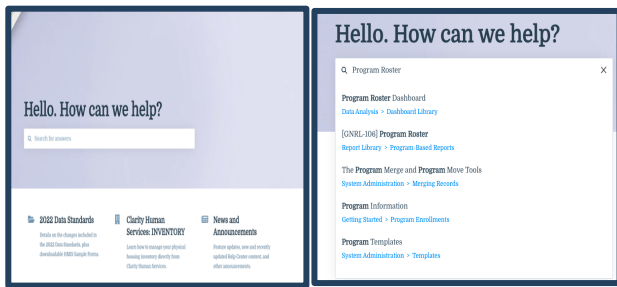 Hello. How can we help?
Search for answers
2022 Data Standards
Details on the changes included in
the 2022 Data Standards, plus
downloadable HMIS Sample Forms.
Clarity Human
Services: INVENTORY
Learn how to manage your physical
housing inventory directly from
Clarity Human Services.
News and
Announcements
Feature updates, new and recently
updated Help Center content, and
other announcements.
Hello. How can we help?
Program Roster X
Program Roster Dashboard
Data Analysis > Dashboard Library
[GNRL-106] Program Roster
Report Library > Program-Based Reports
The Program Merge and Program Move Tools
System Administration > Merging Records
Program Information
Getting Started > Program Enrollments
Program Templates
System Administration > Templates